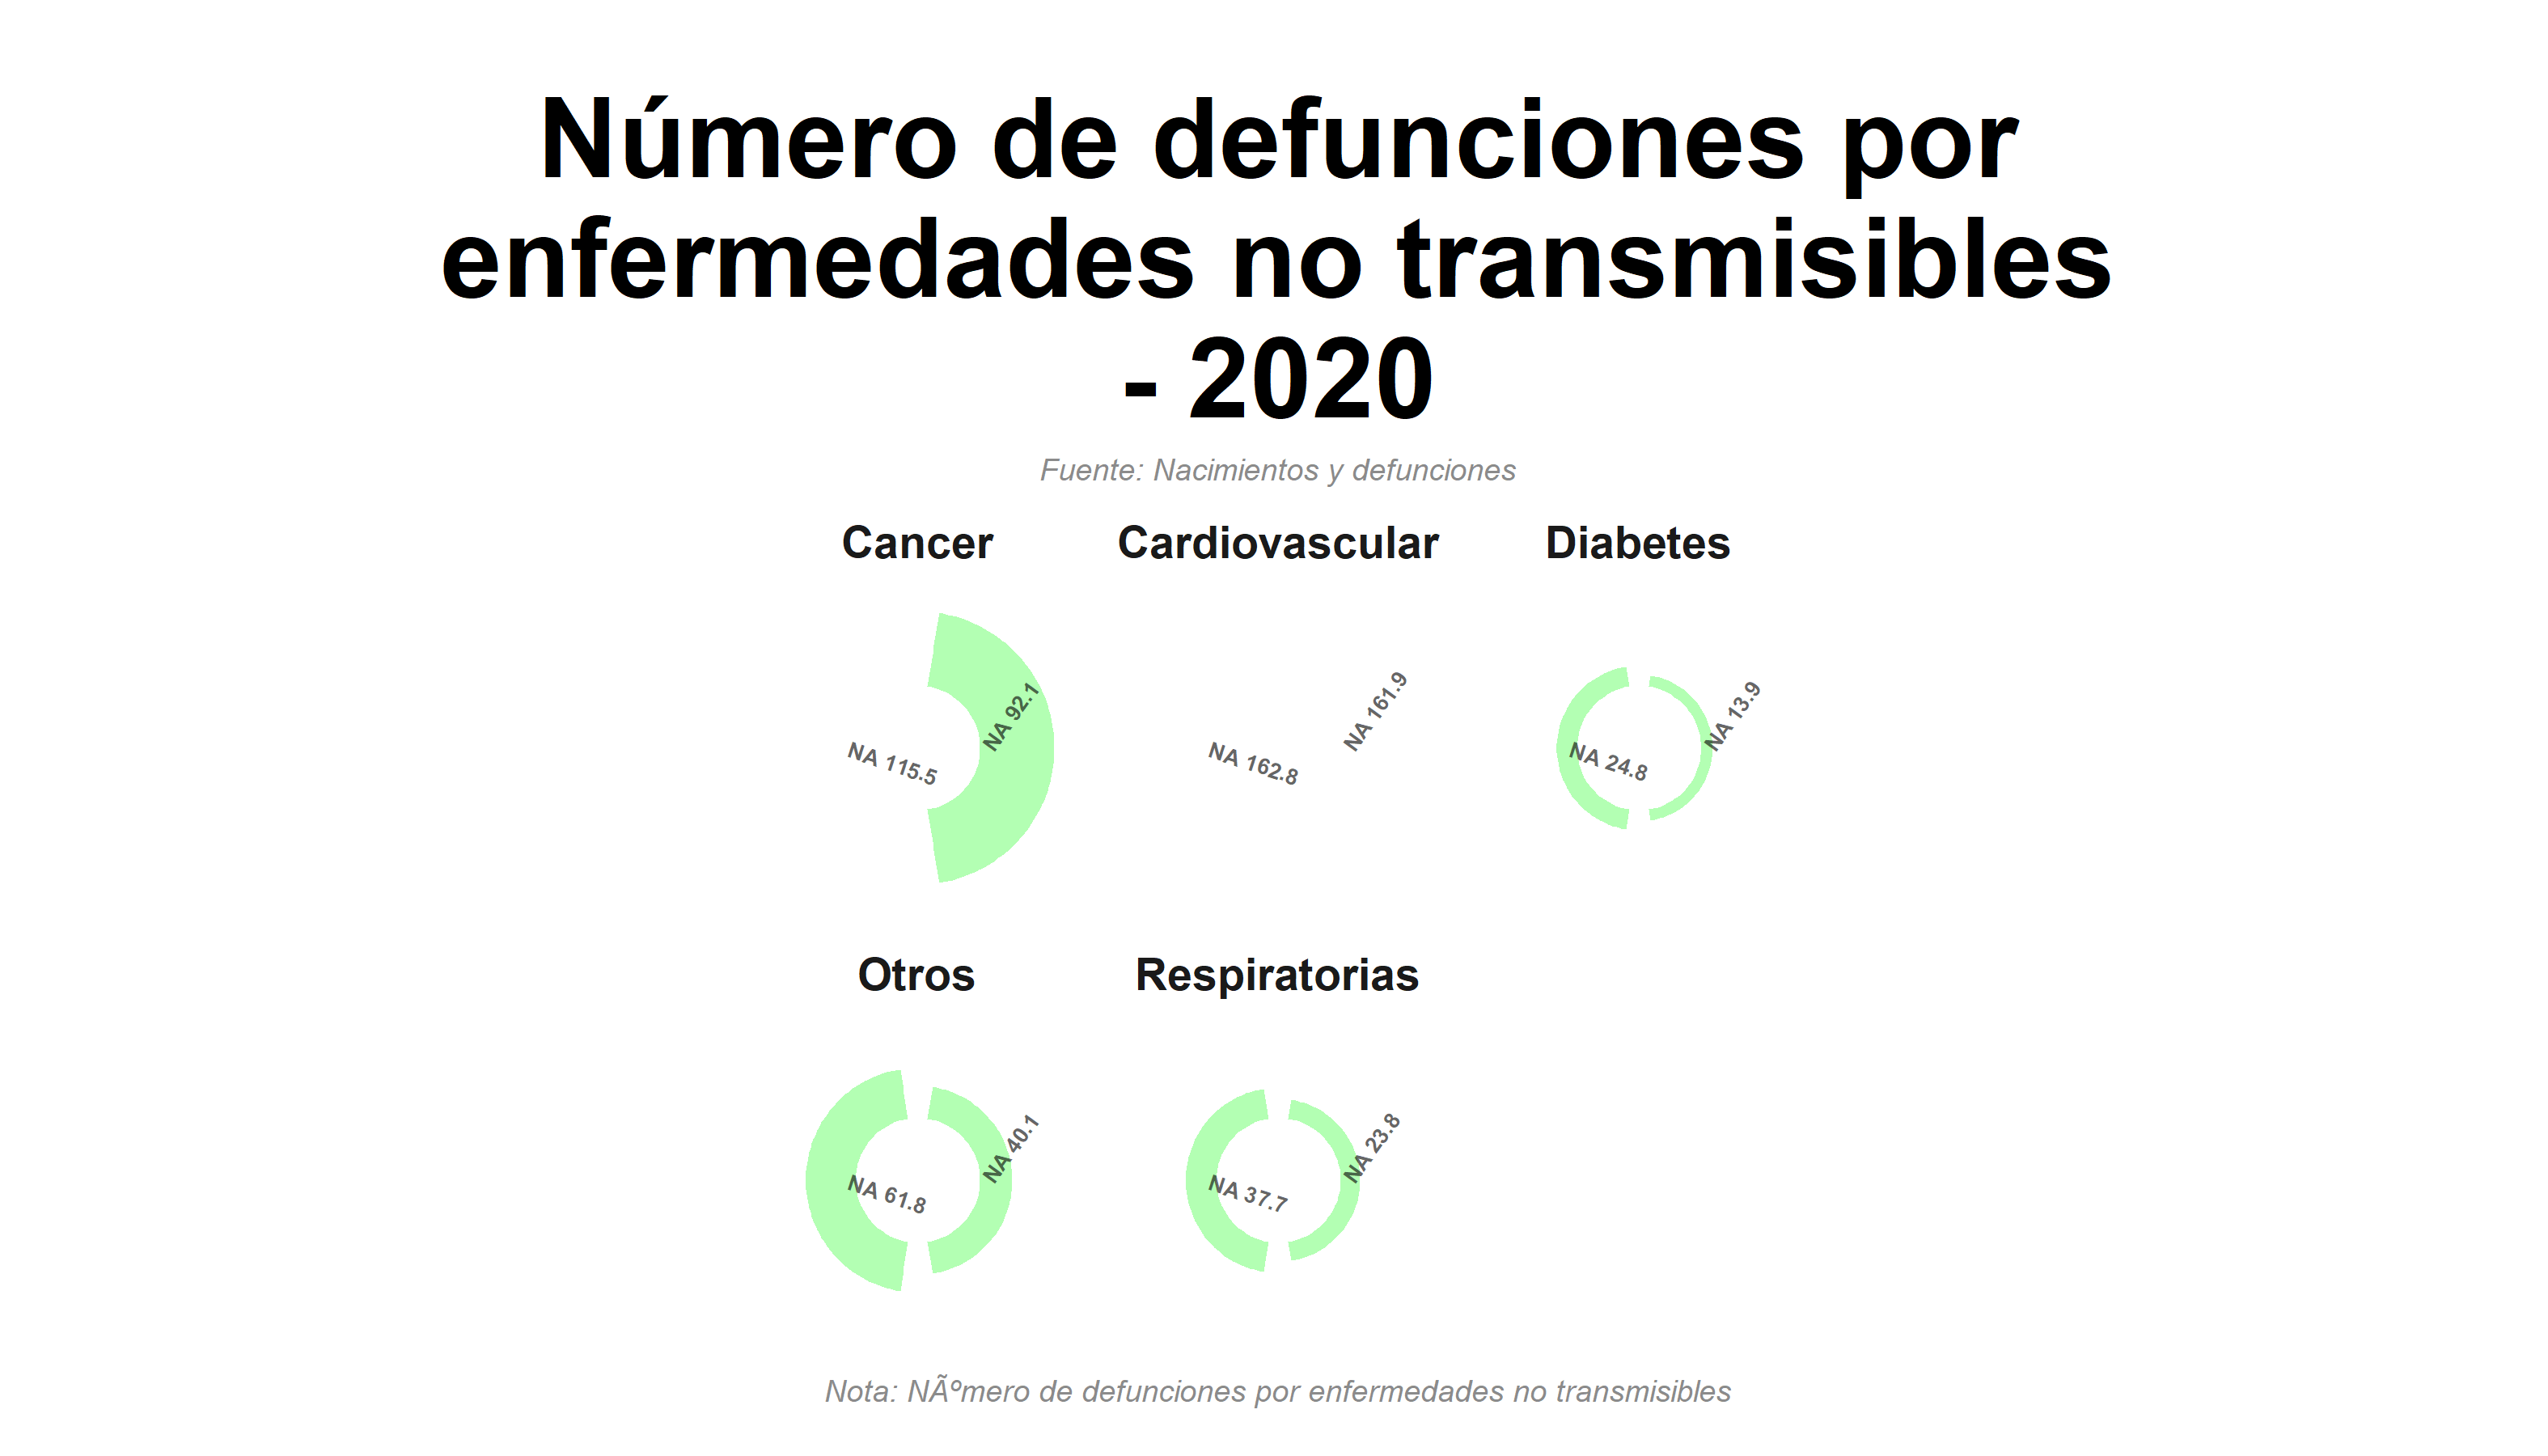 Número de defunciones por
enfermedades no transmisibles
- 2020
Fuente: Nacimientos y defunciones
Cancer
Cardiovascular
Diabetes
NA 115.5
NA 92.1
NA 162.8
NA 161.9
NA 24.8
NA 13.9
Otros
Respiratorias
NA 61.8
NA 40.1
NA 37.7
NA 23.8
Nota: NÃºmero de defunciones por enfermedades no transmisibles